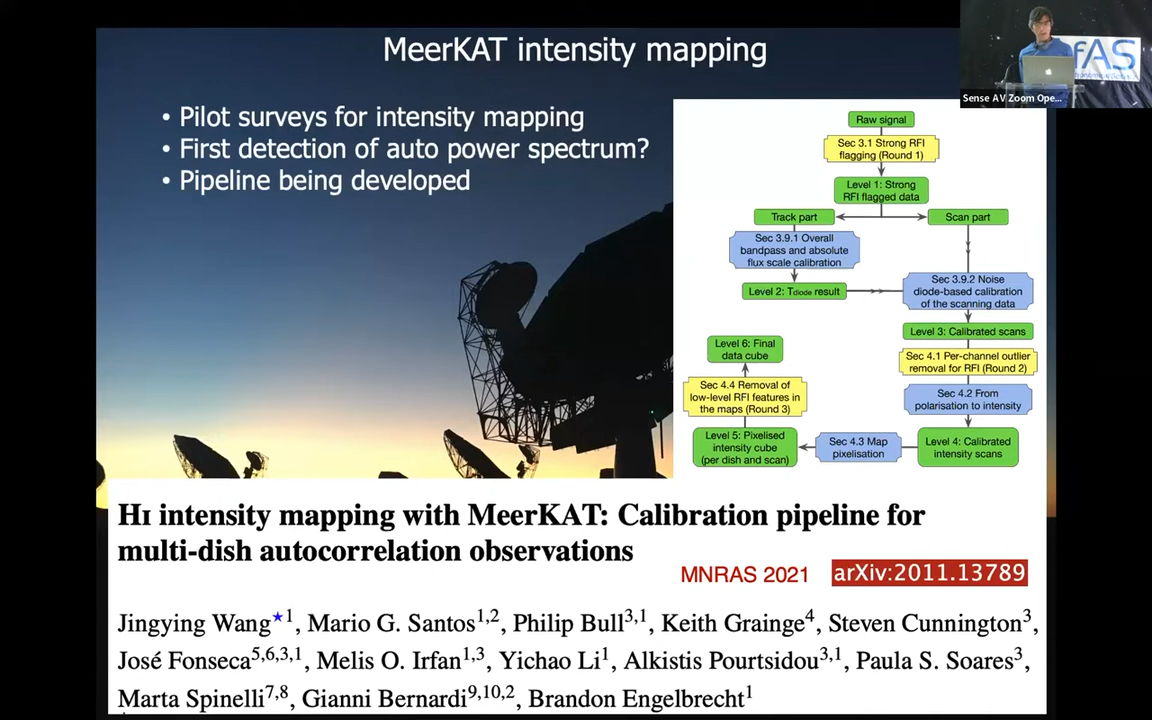 MeerKAT intensity mapping
• Pilot surveys for intensity mapping
• First detection of auto power spectrum?
• Pipeline being developed
fAS
Sense AV Zoom Ope...
Raw signal
Sec 3.1 Strong RFI
flagging (Round 1)
Level 1: Strong
RFI flagged data
Track part
Scan part
Sec 3.9.1 Overall
bandpass and absolute
flux scale calibration
Level 2: Tdiode result
Sec 3.9.2 Noise
diode-based calibration
of the scanning data
Level 3: Calibrated scans
Sec 4.1 Per-channel outlier
removal for RFI (Round 2)
Sec 4.2 From
polarisation to intensity
Level 4: Calibrated
intensity scans
Sec 4.3 Map
pixelisation
Level 5: Pixelised
intensity cube
(per dish and scan)
Sec 4.4 Removal of
low-level RFI features in
the maps (Round 3)
Level 6: Final
data cube
HI intensity mapping with MeerKAT: Calibration pipeline for
multi-dish autocorrelation observations
MNRAS 2021 arXiv:2011.13789
Jingying Wang★1, Mario G. Santos1,2, Philip Bull3,1, Keith Grainge4, Steven Cunnington3,
José Fonseca5,6,3,1, Melis O. Irfan1,3, Yichao Li1, Alkistis Pourtsidou3,1, Paula S. Soares3,
Marta Spinelli7,8, Gianni Bernardi9,10,2, Brandon Engelbrecht1